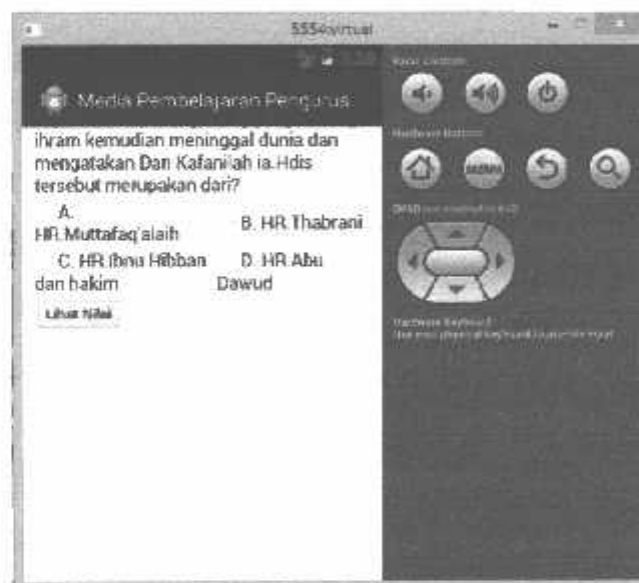 5554:virtual
Media Pembelajaran Pengurus
ihram kemudian meninggal dunia dan
mengatakan Dan Kafanilah ia.Hdis
tersebut merupakan dari?
A.
HR.Muttafaq'alaih
B. HR Thabrani
C. HR Ibnu Hibban
dan hakim
D. HR Abu
Dawud
Lihat Nilai
Hardware Buttons
MENU
Hardware Keyboard